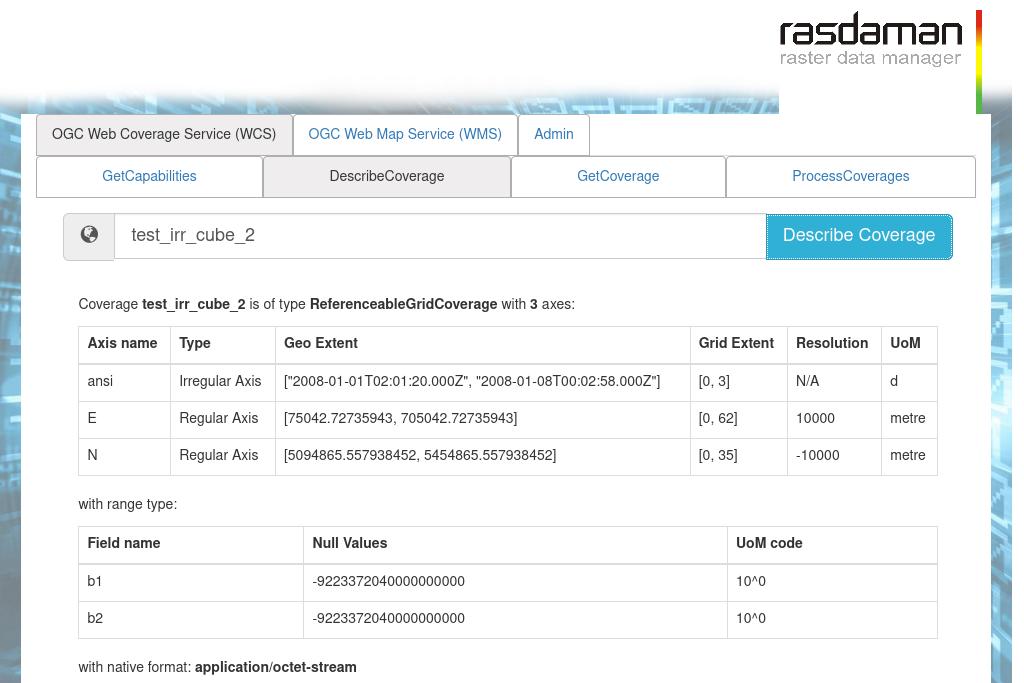 rasdaman
raster data manager
OGC Web Coverage Service (WCS) OGC Web Map Service (WMS) Admin
GetCapabilities DescribeCoverage GetCoverage ProcessCoverages
test_irr_cube_2 Describe Coverage
Coverage test_irr_cube_2 is of type ReferenceableGridCoverage with 3 axes:
Axis name Type Geo Extent Grid Extent Resolution UoM
ansi Irregular Axis ["2008-01-01T02:01:20.000Z", "2008-01-08T00:02:58.000Z"] [0, 3] N/A d
E Regular Axis [75042.72735943, 705042.72735943] [0, 62] 10000 metre
N Regular Axis [5094865.557938452, 5454865.557938452] [0, 35] -10000 metre
with range type:
Field name Null Values UoM code
b1 -9223372040000000000 10^0
b2 -9223372040000000000 10^0
with native format: application/octet-stream